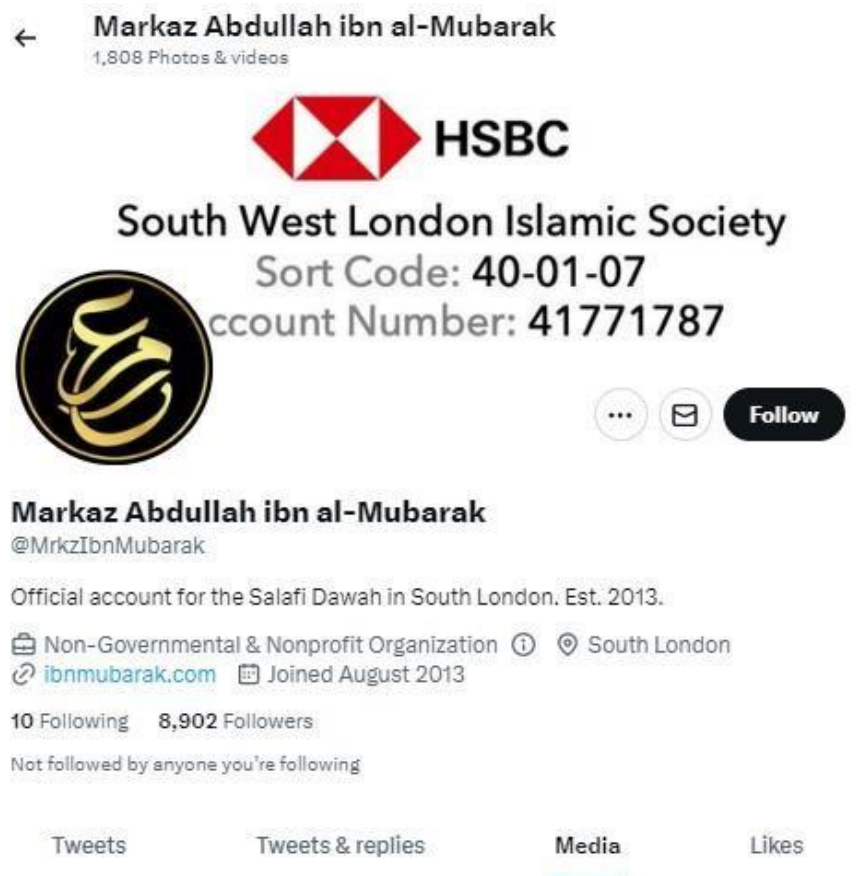 Markaz Abdullah ibn al-Mubarak
1,808 Photos & videos
HSBC
South West London Islamic Society
Sort Code: 40-01-07
ccount Number: 41771787
Follow
Markaz Abdullah ibn al-Mubarak
@MrkzIbnMubarak
Official account for the Salafi Dawah in South London. Est. 2013.
Non-Governmental & Nonprofit Organization South London
ibnmubarak.com Joined August 2013
10 Following 8,902 Followers
Not followed by anyone you're following
Tweets Tweets & replies Media Likes